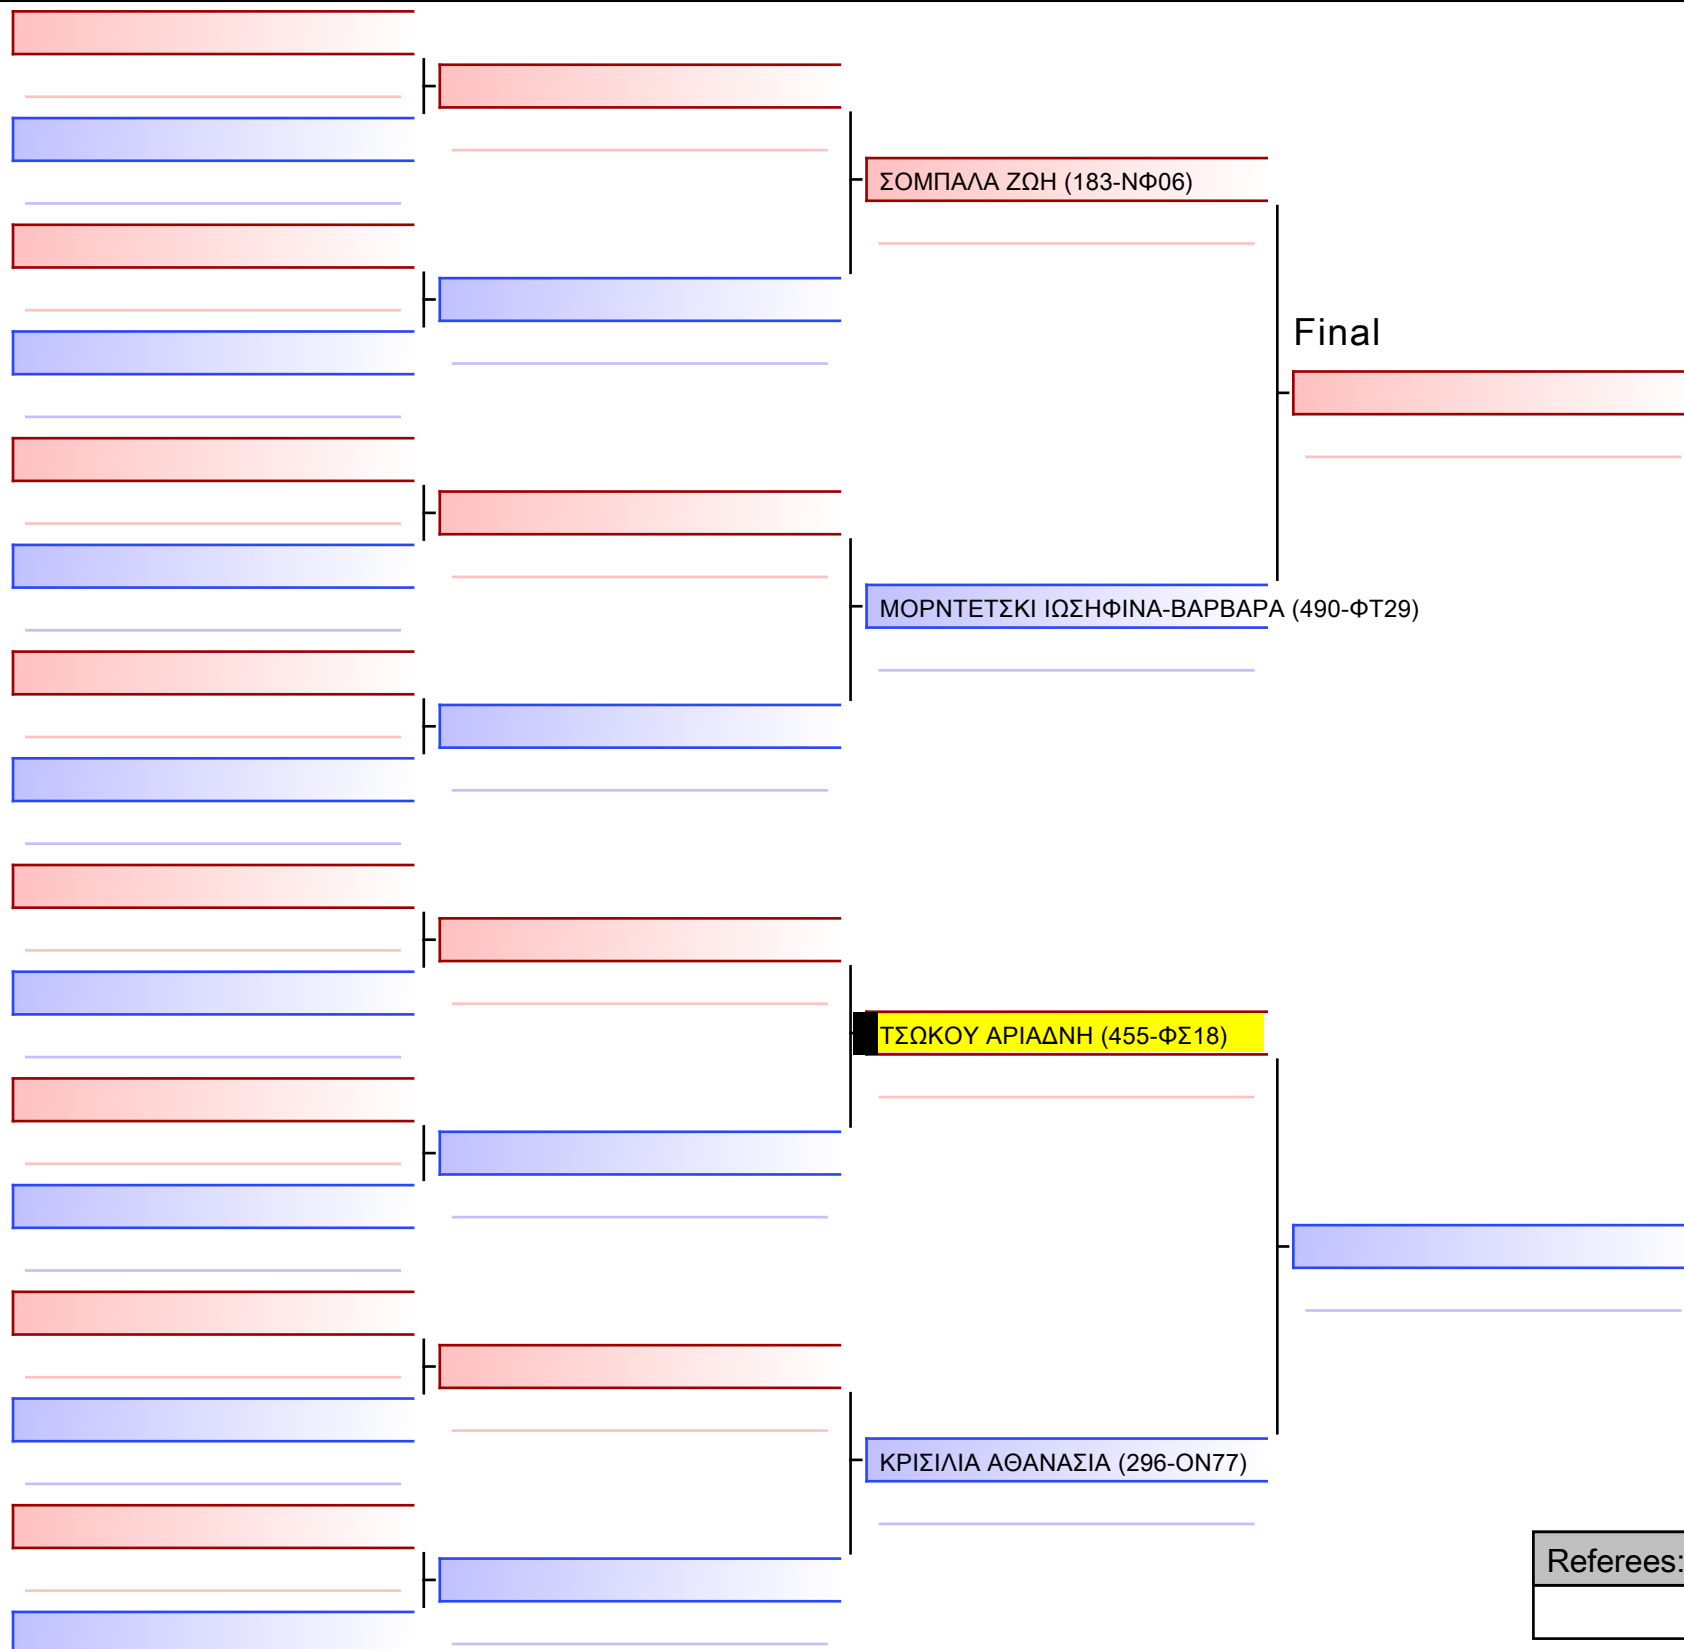 ΣΟΜΠΑΛΑ ΖΩΗ (183-ΝΦ06)
Final
ΜΟΡΝΤΕΤΣΚΙ ΙΩΣΗΦΙΝΑ-ΒΑΡΒΑΡΑ (490-ΦΤ29)
ΤΣΩΚΟΥ ΑΡΙΑΔΝΗ (455-ΦΣ18)
ΚΡΙΣΙΛΙΑ ΑΘΑΝΑΣΙΑ (296-ΟΝ77)
Referees: